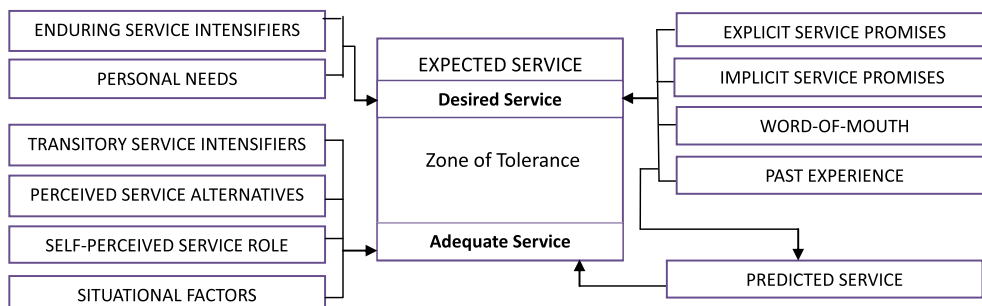 ENDURING SERVICE INTENSIFIERS
PERSONAL NEEDS
TRANSITORY SERVICE INTENSIFIERS
PERCEIVED SERVICE ALTERNATIVES
SELF-PERCEIVED SERVICE ROLE
SITUATIONAL FACTORS
EXPECTED SERVICE
Desired Service
Zone of Tolerance
Adequate Service
EXPLICIT SERVICE PROMISES
IMPLICIT SERVICE PROMISES
WORD-OF-MOUTH
PAST EXPERIENCE
PREDICTED SERVICE